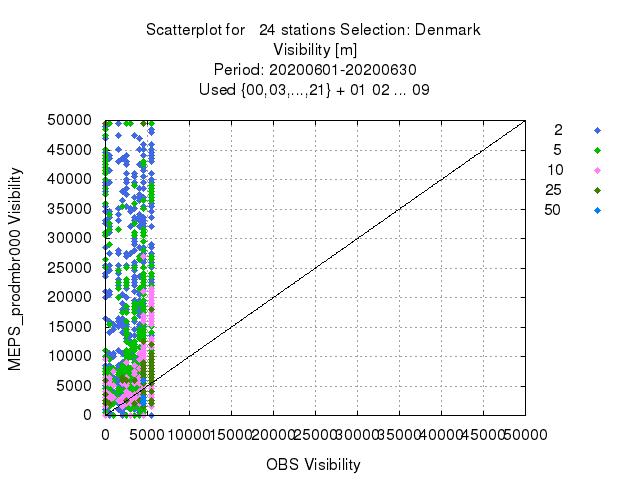 Scatterplot for 24 stations Selection: Denmark
Visibility [m]
Period: 20200601-20200630
Used {00,03,...,21} + 01 02 ... 09
50000
45000
40000
35000
30000
25000
20000
15000
10000
5000
0
MEPS_prodmbr000 Visibility
2
5
10
25
50
0 5000 10000 15000 20000 25000 30000 35000 40000 45000 50000
OBS Visibility